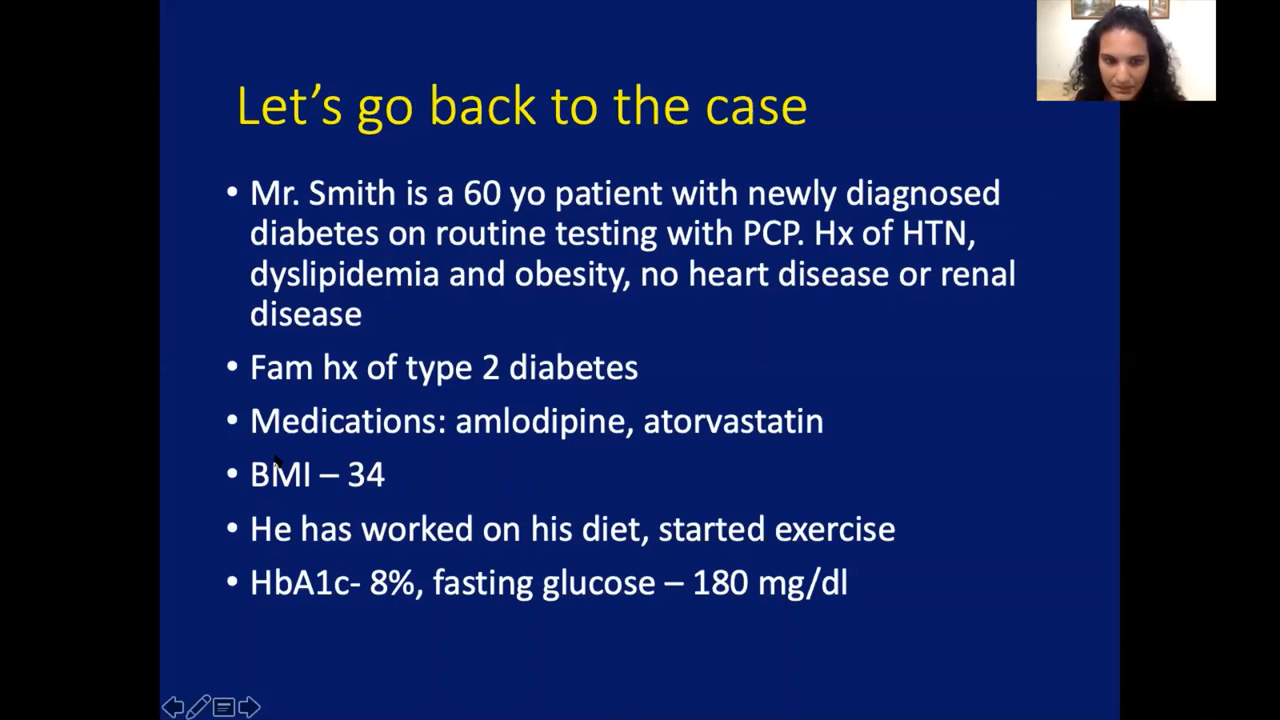 Let’s go back to the case
• Mr. Smith is a 60 yo patient with newly diagnosed
diabetes on routine testing with PCP. Hx of HTN,
dyslipidemia and obesity, no heart disease or renal
disease
• Fam hx of type 2 diabetes
• Medications: amlodipine, atorvastatin
• BMI – 34
• He has worked on his diet, started exercise
• HbA1c- 8%, fasting glucose – 180 mg/dl